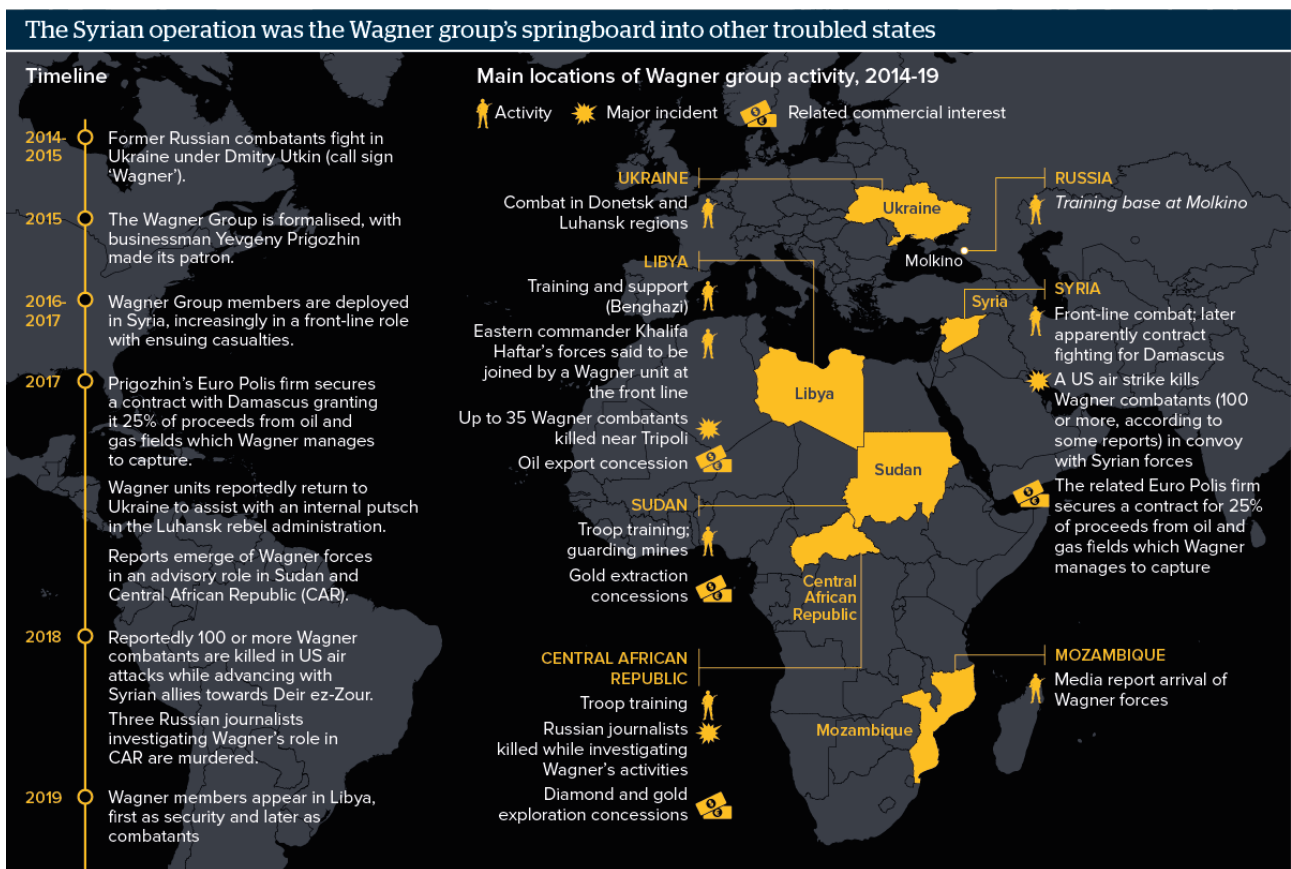 The Syrian operation was the Wagner group's springboard into other troubled states
Timeline
2014-
2015
Former Russian combatants fight in
Ukraine under Dmitry Utkin (call sign
'Wagner').
2015
The Wagner Group is formalised, with
businessman Yevgeny Prigozhin
made its patron.
2016-
2017
Wagner Group members are deployed
in Syria, increasingly in a front-line role
with ensuing casualties.
2017
Prigozhin's Euro Polis firm secures
a contract with Damascus granting
it 25% of proceeds from oil and
gas fields which Wagner manages
to capture.
Wagner units reportedly return to
Ukraine to assist with an internal putsch
in the Luhansk rebel administration.
Reports emerge of Wagner forces
in an advisory role in Sudan and
Central African Republic (CAR).
2018
Reportedly 100 or more Wagner
combatants are killed in US air
attacks while advancing with
Syrian allies towards Deir ez-Zour.
Three Russian journalists
investigating Wagner's role in
CAR are murdered.
2019
Wagner members appear in Libya,
first as security and later as
combatants
Main locations of Wagner group activity, 2014-19
Activity
Major incident
Related commercial interest
UKRAINE
Combat in Donetsk and
Luhansk regions
LIBYA
Training and support
(Benghazi)
Eastern commander Khalifa
Haftar's forces said to be
joined by a Wagner unit at
the front line
Up to 35 Wagner combatants
killed near Tripoli
Oil export concession
SUDAN
Troop training;
guarding mines
Gold extraction
concessions
CENTRAL AFRICAN
REPUBLIC
Troop training
Russian journalists
killed while investigating
Wagner's activities
Diamond and gold
exploration concessions
Ukraine
Molkino
Syria
Libya
Sudan
Central
African
Republic
Mozambique
RUSSIA
Training base at Molkino
SYRIA
Front-line combat; later
apparently contract
fighting for Damascus
A US air strike kills
Wagner combatants (100
or more, according to
some reports) in convoy
with Syrian forces
The related Euro Polis firm
secures a contract for 25%
of proceeds from oil and
gas fields which Wagner
manages to capture
MOZAMBIQUE
Media report arrival of
Wagner forces